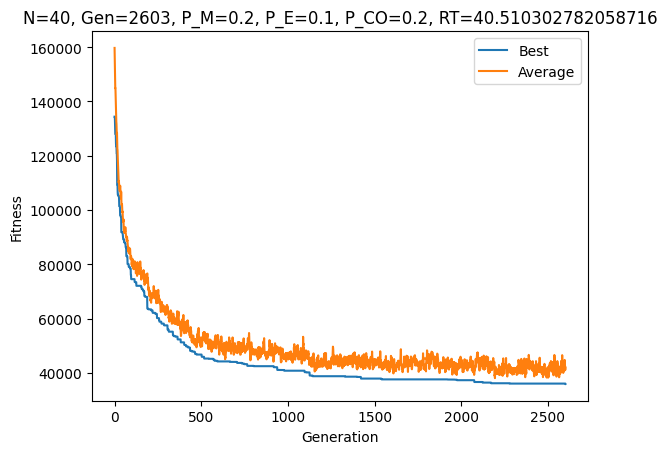 N=40, Gen=2603, P_M=0.2, P_E=0.1, P_CO=0.2, RT=40.510302782058716
Best
Average
160000
140000
120000
100000
80000
60000
40000
Fitness
0 500 1000 1500 2000 2500
Generation